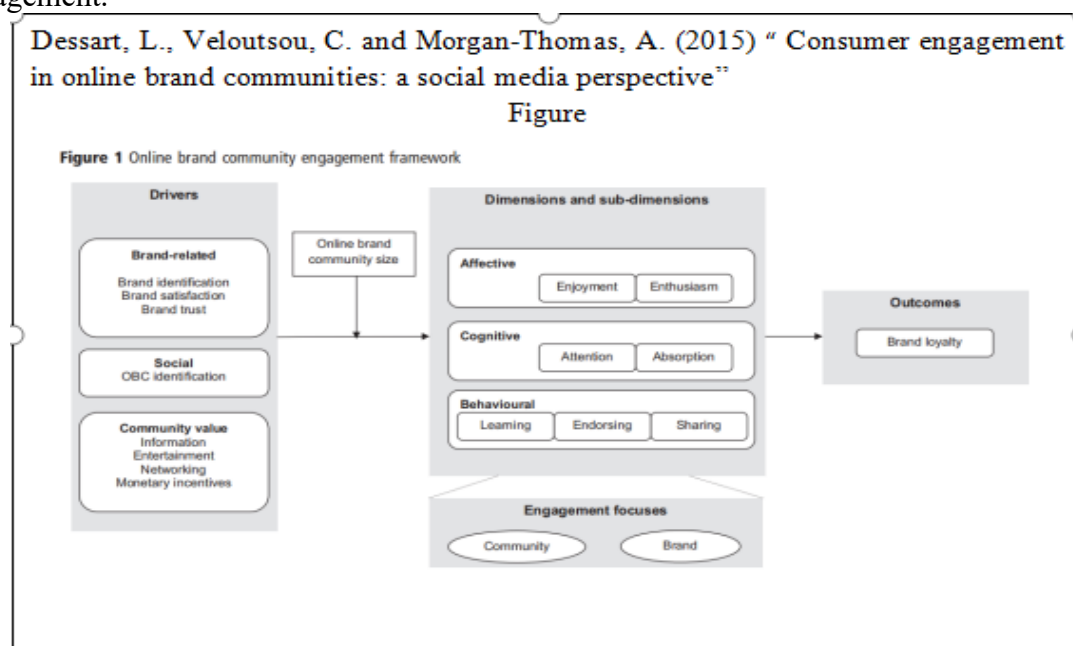 agement.
Dessart, L., Veloutsou, C. and Morgan-Thomas, A. (2015) “ Consumer engagement
in online brand communities: a social media perspective”
Figure
Figure 1 Online brand community engagement framework
Drivers
Brand-related
Brand identification
Brand satisfaction
Brand trust
Social
OBC identification
Community value
Information
Entertainment
Networking
Monetary incentives
Online brand
community size
Dimensions and sub-dimensions
Affective
Enjoyment Enthusiasm
Cognitive
Attention Absorption
Behavioural
Learning Endorsing Sharing
Engagement focuses
Community Brand
Outcomes
Brand loyalty